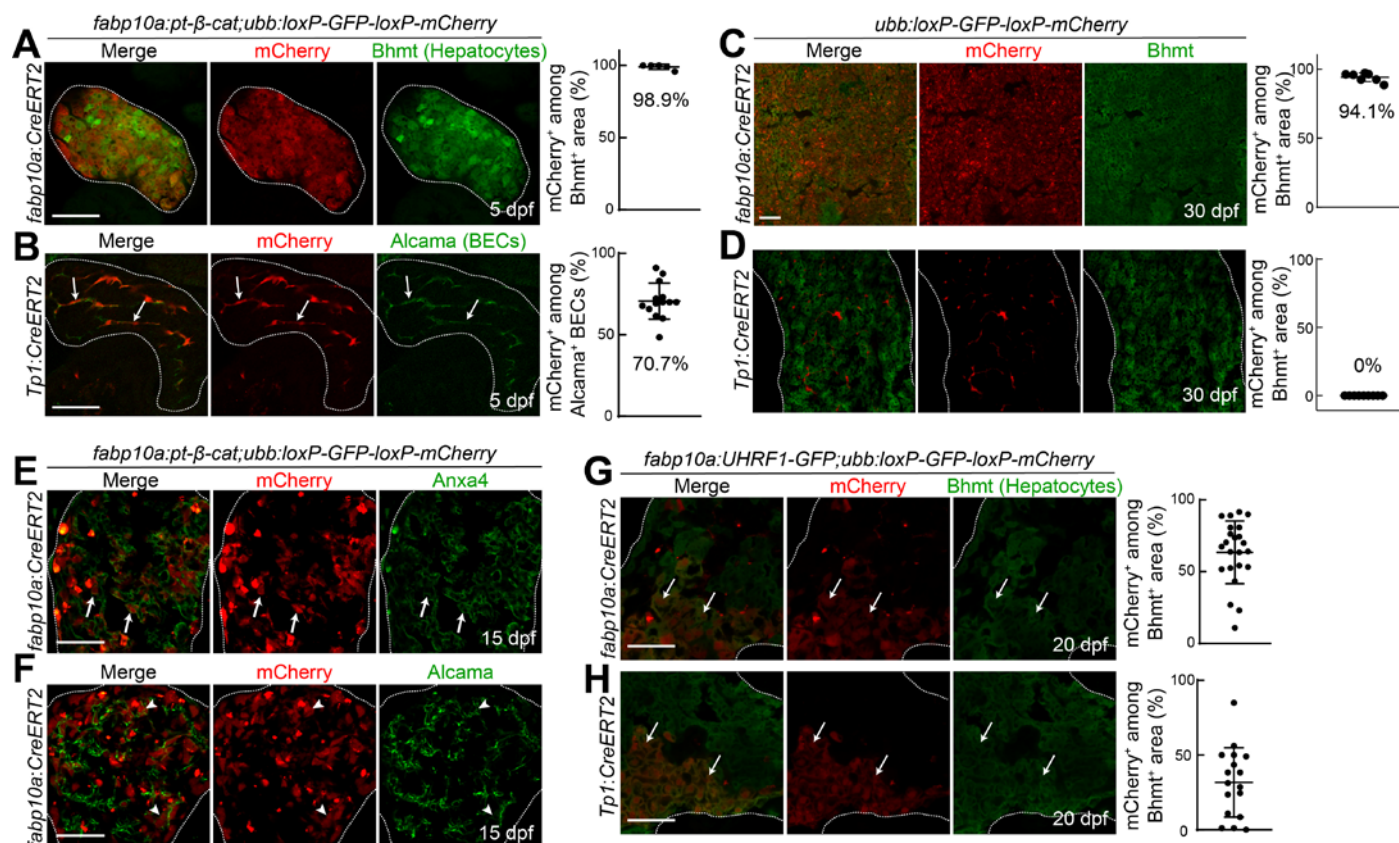 fabp10a:pt-β-cat;ubb:loxP-GFP-loxP-mCherry
A
Merge
mCherry
Bhmt (Hepatocytes)
fabp10a:CreERT2
5 dpf
mCherry⁺ among
Bhmt⁺ area (%)
100
50
0
98.9%
B
Merge
mCherry
Alcama (BECs)
Tp1:CreERT2
5 dpf
mCherry⁺ among
Alcama⁺ BECs (%)
100
50
0
70.7%
ubb:loxP-GFP-loxP-mCherry
C
Merge
mCherry
Bhmt
fabp10a:CreERT2
30 dpf
mCherry⁺ among
Bhmt⁺ area (%)
100
50
0
94.1%
D
Tp1:CreERT2
30 dpf
mCherry⁺ among
Bhmt⁺ area (%)
100
50
0
0%
fabp10a:pt-β-cat;ubb:loxP-GFP-loxP-mCherry
E
Merge
mCherry
Anxa4
fabp10a:CreERT2
15 dpf
F
Merge
mCherry
Alcama
fabp10a:CreERT2
15 dpf
fabp10a:UHRF1-GFP;ubb:loxP-GFP-loxP-mCherry
G
Merge
mCherry
Bhmt (Hepatocytes)
fabp10a:CreERT2
20 dpf
mCherry⁺ among
Bhmt⁺ area (%)
100
50
0
H
Tp1:CreERT2
20 dpf
mCherry⁺ among
Bhmt⁺ area (%)
100
50
0